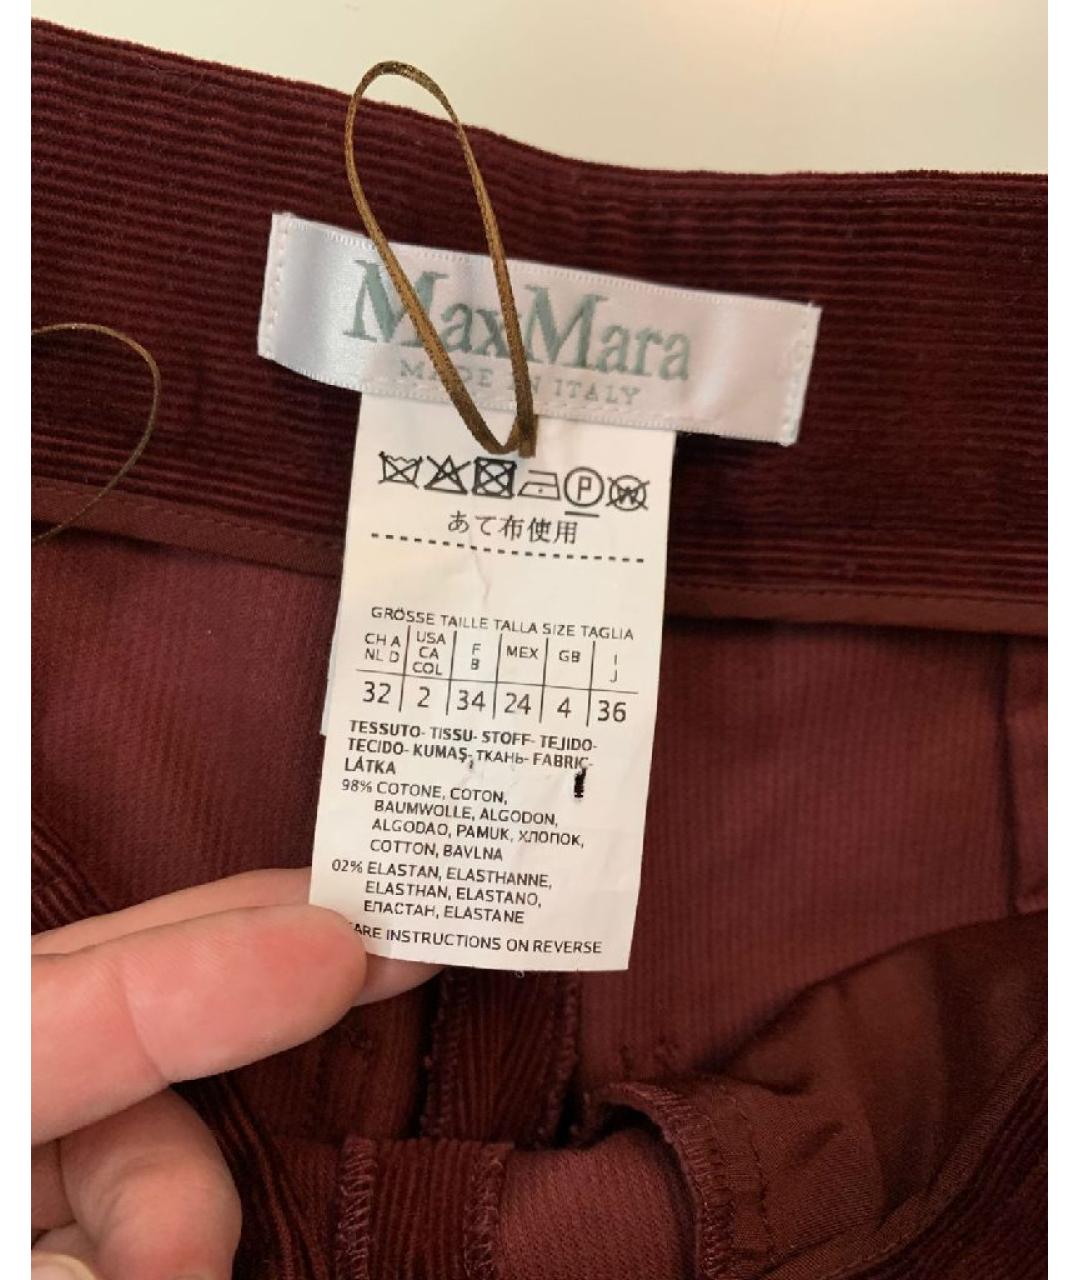 MaxMara
MADE IN ITALY
P W
あて布使用
GRÖSSE TAILLE TALLA SIZE TAGLIA
CH A NL D USA CA COL F B MEX GB I J
32 2 34 24 4 36
TESSUTO- TISSU- STOFF- TEJIDO-
TECIDO- KUMAŞ- ТКАНЬ- FABRIC-
LÁTKA
98% COTONE, COTON,
BAUMWOLLE, ALGODON,
ALGODAO, PAMUK, ХЛОПОК,
COTTON, BAVLNA
02% ELASTAN, ELASTHANNE,
ELASTHAN, ELASTANO,
ЕПАСТАН, ELASTANE
ARE INSTRUCTIONS ON REVERSE